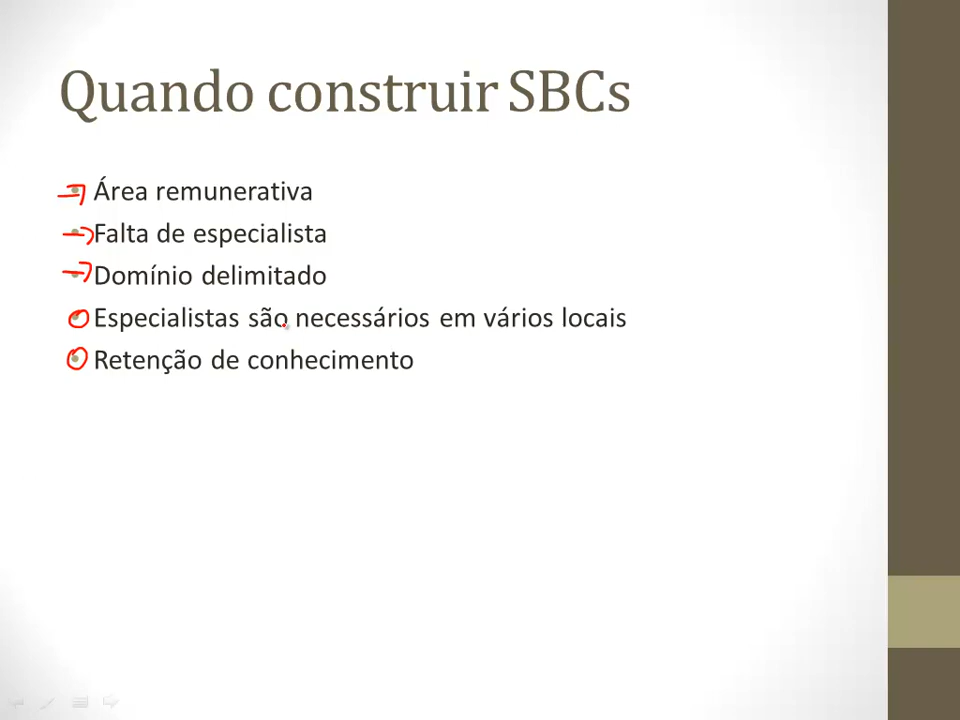 Quando construir SBCs
Área remunerativa
Falta de especialista
Domínio delimitado
Especialistas são necessários em vários locais
Retenção de conhecimento